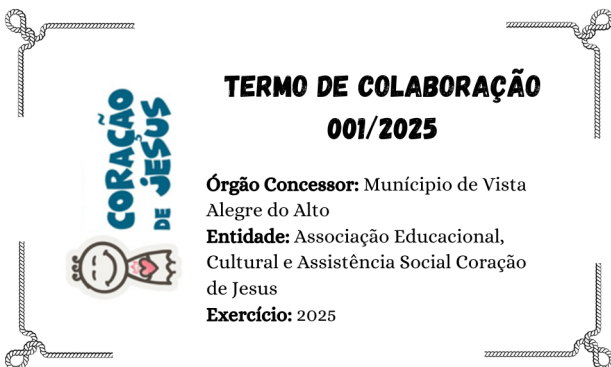 CORAÇÃO
DE JESUS
TERMO DE COLABORAÇÃO
001/2025
Órgão Concessor: Munícipio de Vista
Alegre do Alto
Entidade: Associação Educacional,
Cultural e Assistência Social Coração
de Jesus
Exercício: 2025